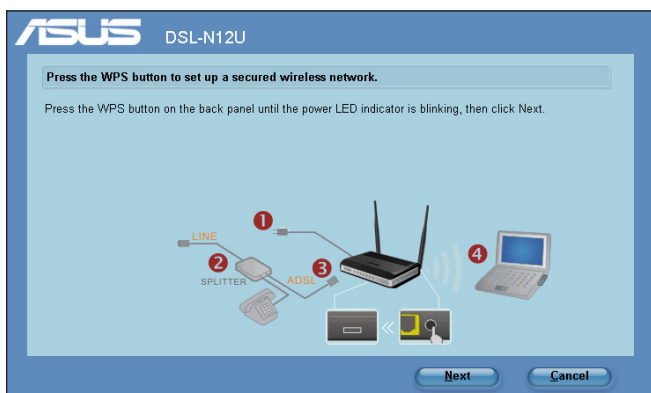 ASUS DSL-N12U
Press the WPS button to set up a secured wireless network.
Press the WPS button on the back panel until the power LED indicator is blinking, then click Next.
1
LINE
2
3
4
SPLITTER
ADSL
Next
Cancel